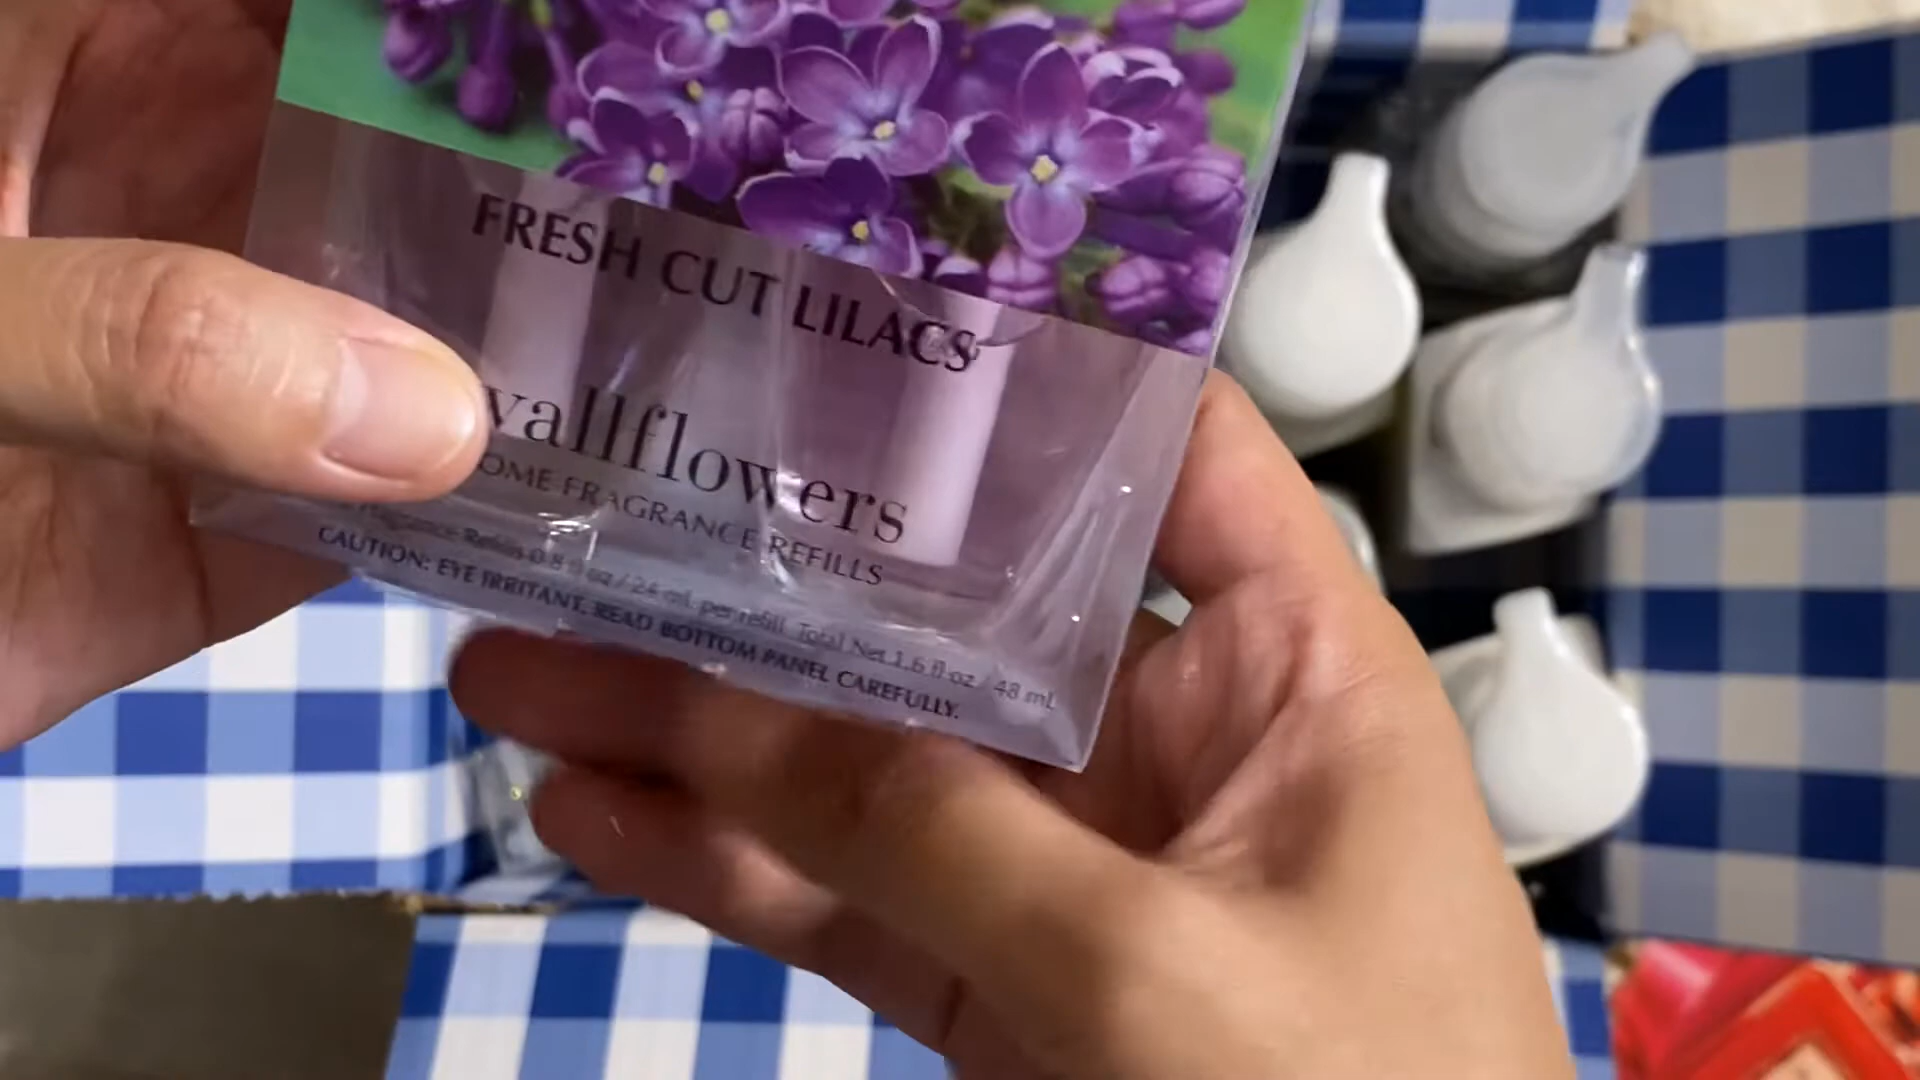 FRESH CUT LILACS
wallflowers
HOME FRAGRANCE REFILLS
Fragrance Refills 0.8 fl oz / 24 mL per refill Total Net 1.6 fl oz / 48 mL
CAUTION: EYE IRRITANT. READ BOTTOM PANEL CAREFULLY.